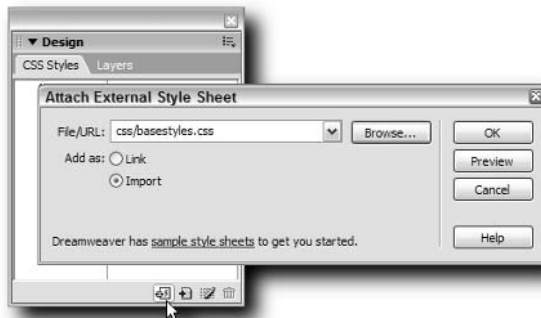 Design
CSS Styles Layers
Attach External Style Sheet
File/URL: css/basestyles.css Browse... OK
Add as: Link Preview
Import Cancel
Dreamweaver has sample style sheets to get you started. Help